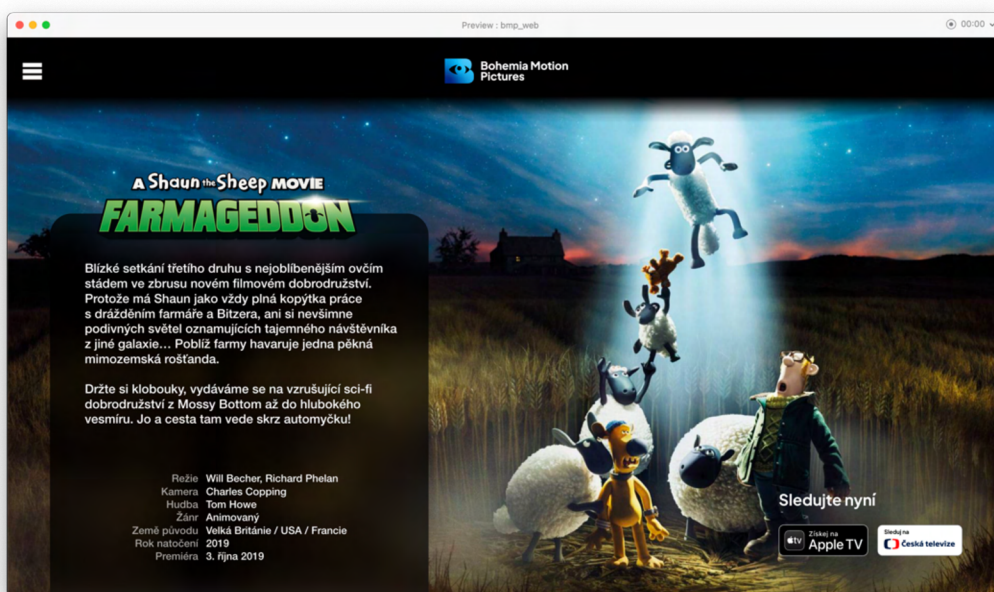 Preview : bmp_web
00:00
Bohemia Motion
Pictures
A Shaun the Sheep MOVIE
FARMAGEDDON
Blízké setkání třetího druhu s nejoblíbenějším ovčím
stádem ve zbrusu novém filmovém dobrodružství.
Protože má Shaun jako vždy plná kopýtka práce
s drážděním farmáře a Bitzera, ani si nevšimne
podivných světel oznamujících tajemného návštěvníka
z jiné galaxie... Poblíž farmy havaruje jedna pěkná
mimozemská rošťanda.
Držte si klobouky, vydáváme se na vzrušující sci-fi
dobrodružství z Mossy Bottom až do hlubokého
vesmíru. Jo a cesta tam vede skrz automyčku!
Režie Will Becher, Richard Phelan
Kamera Charles Copping
Hudba Tom Howe
Žánr Animovaný
Země původu Velká Británie / USA / Francie
Rok natočení 2019
Premiéra 3. října 2019
Sledujte nyní
tv Získej na
Apple TV
Sleduj na
Česká televize